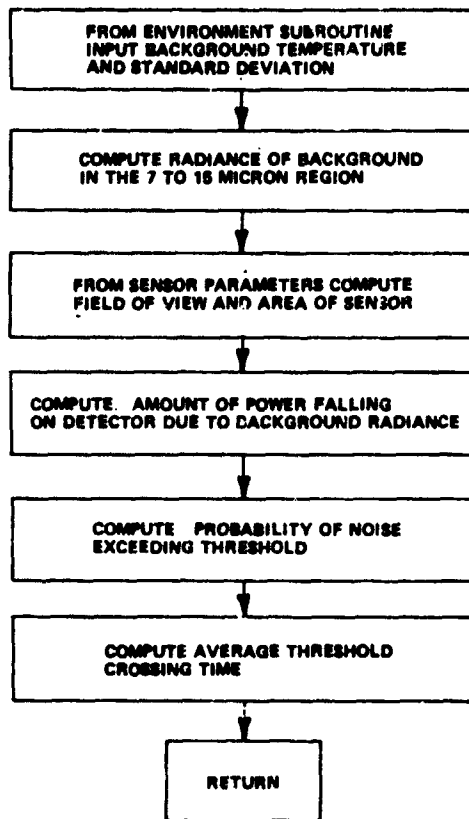 FROM ENVIRONMENT SUBROUTINE
INPUT BACKGROUND TEMPERATURE
AND STANDARD DEVIATION
COMPUTE RADIANCE OF BACKGROUND
IN THE 7 TO 15 MICRON REGION
FROM SENSOR PARAMETERS COMPUTE
FIELD OF VIEW AND AREA OF SENSOR
COMPUTE. AMOUNT OF POWER FALLING
ON DETECTOR DUE TO BACKGROUND RADIANCE
COMPUTE PROBABILITY OF NOISE
EXCEEDING THRESHOLD
COMPUTE AVERAGE THRESHOLD
CROSSING TIME
RETURN